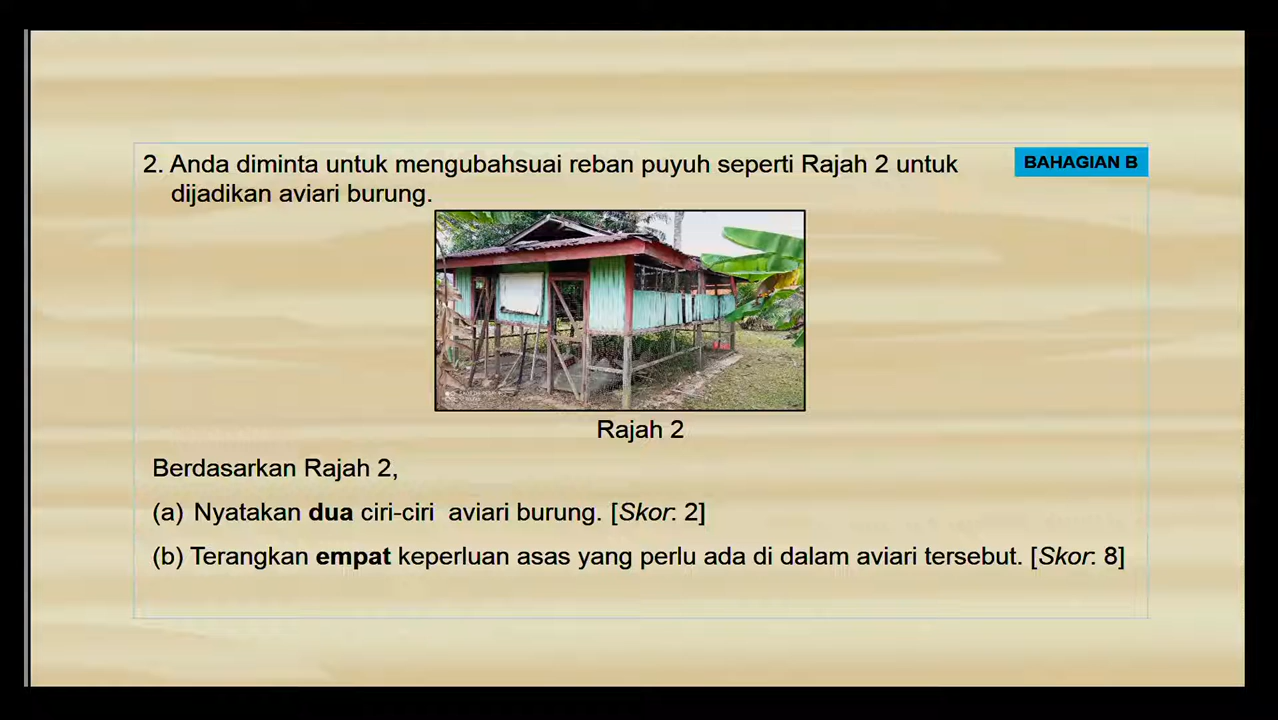 2. Anda diminta untuk mengubahsuai reban puyuh seperti Rajah 2 untuk
dijadikan aviari burung.
BAHAGIAN B
Rajah 2
Berdasarkan Rajah 2,
(a) Nyatakan dua ciri-ciri aviari burung. [Skor: 2]
(b) Terangkan empat keperluan asas yang perlu ada di dalam aviari tersebut. [Skor: 8]